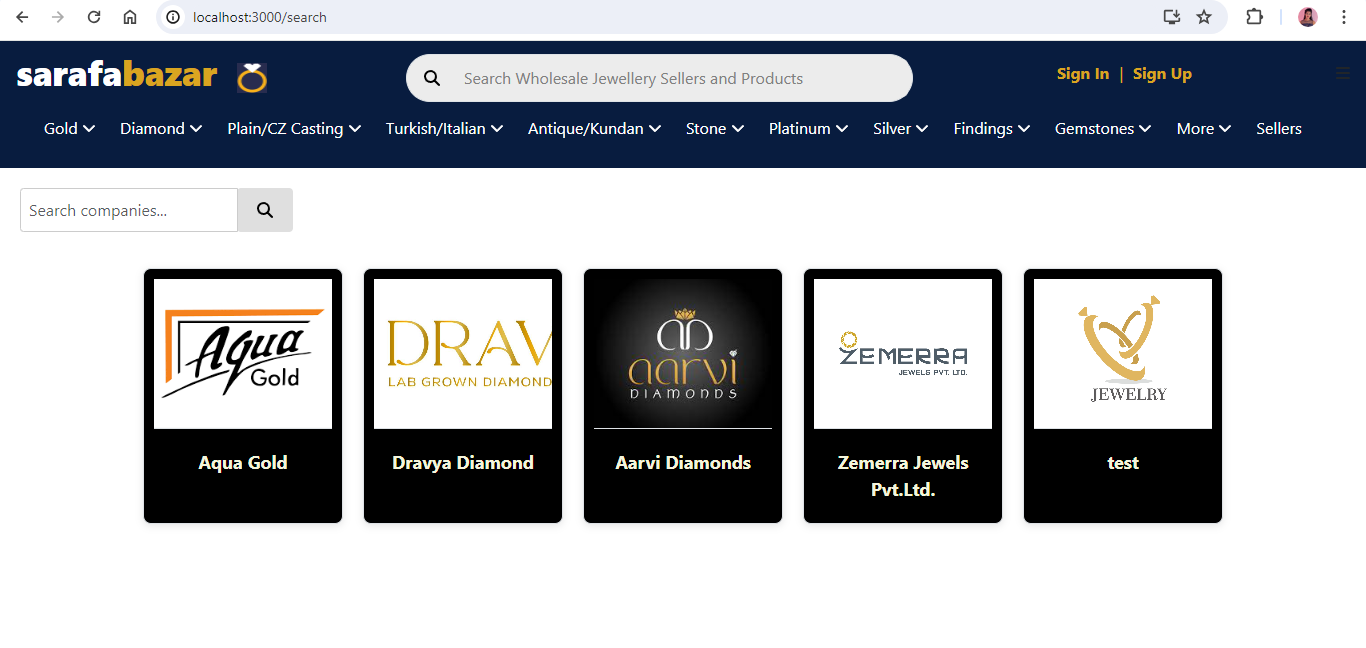 localhost:3000/search
sarafabazar
Search Wholesale Jewellery Sellers and Products
Sign In | Sign Up
Gold Diamond Plain/CZ Casting Turkish/Italian Antique/Kundan Stone Platinum Silver Findings Gemstones More Sellers
Search companies...
Aqua
Gold
DRAV
LAB GROWN DIAMOND
aarvi
DIAMONDS
ZEMERRA
JEWELS PVT. LTD.
JEWELRY
Aqua Gold
Dravya Diamond
Aarvi Diamonds
Zemerra Jewels
Pvt.Ltd.
test